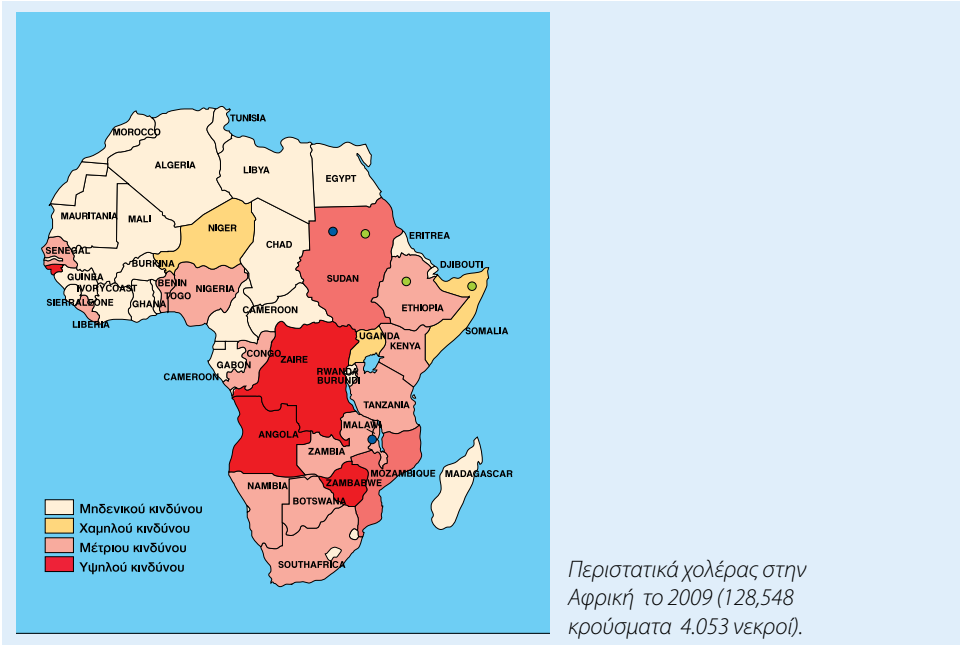 TUNISIA
MOROCCO
ALGERIA
LIBYA
EGYPT
MAURITANIA
MALI
NIGER
CHAD
ERITREA
SENEGAL
BURKINA
DJIBOUTI
GUINEA
BENIN
NIGERIA
SUDAN
IVORYCOAST
TOGO
ETHIOPIA
SIERRALEONE
GHANA
CAMEROON
LIBERIA
SOMALIA
UGANDA
KENYA
CONGO
ZAIRE
GABON
RWANDA
CAMEROON
BURUNDI
TANZANIA
MALAWI
ANGOLA
ZAMBIA
MOZAMBIQUE
MADAGASCAR
NAMIBIA
ZAMBABWE
BOTSWANA
SOUTHAFRICA
Μηδενικού κινδύνου
Χαμηλού κινδύνου
Μέτριου κινδύνου
Υψηλού κινδύνου
Περιστατικά χολέρας στην
Αφρική το 2009 (128,548
κρούσματα 4.053 νεκροί).